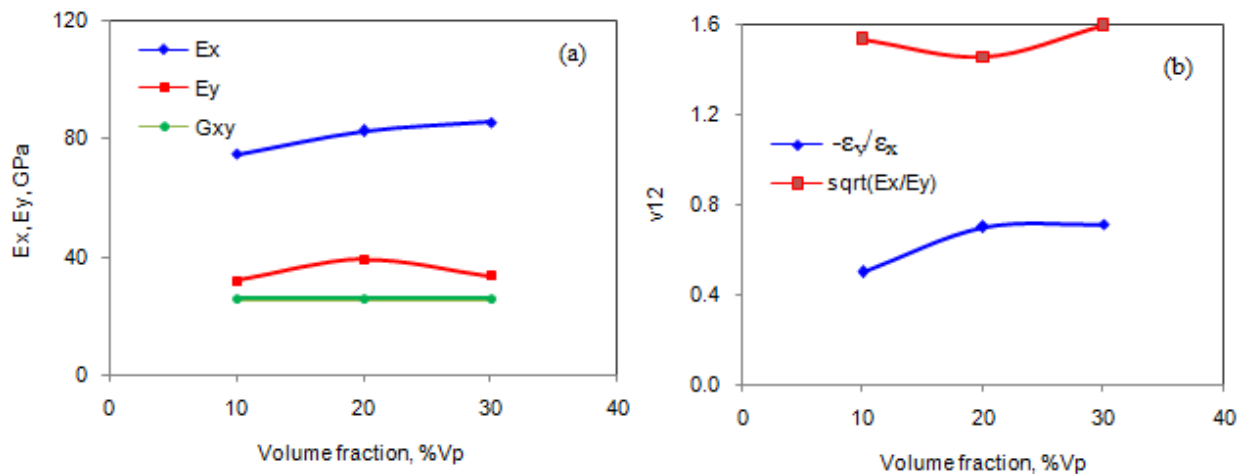 120
80
40
0
Ex, Ey, GPa
Ex
Ey
Gxy
(a)
0 10 20 30 40
Volume fraction, %Vp
1.6
1.2
0.8
0.4
0.0
v12
(b)
-εy/εx
sqrt(Ex/Ey)
0 10 20 30 40
Volume fraction, %Vp